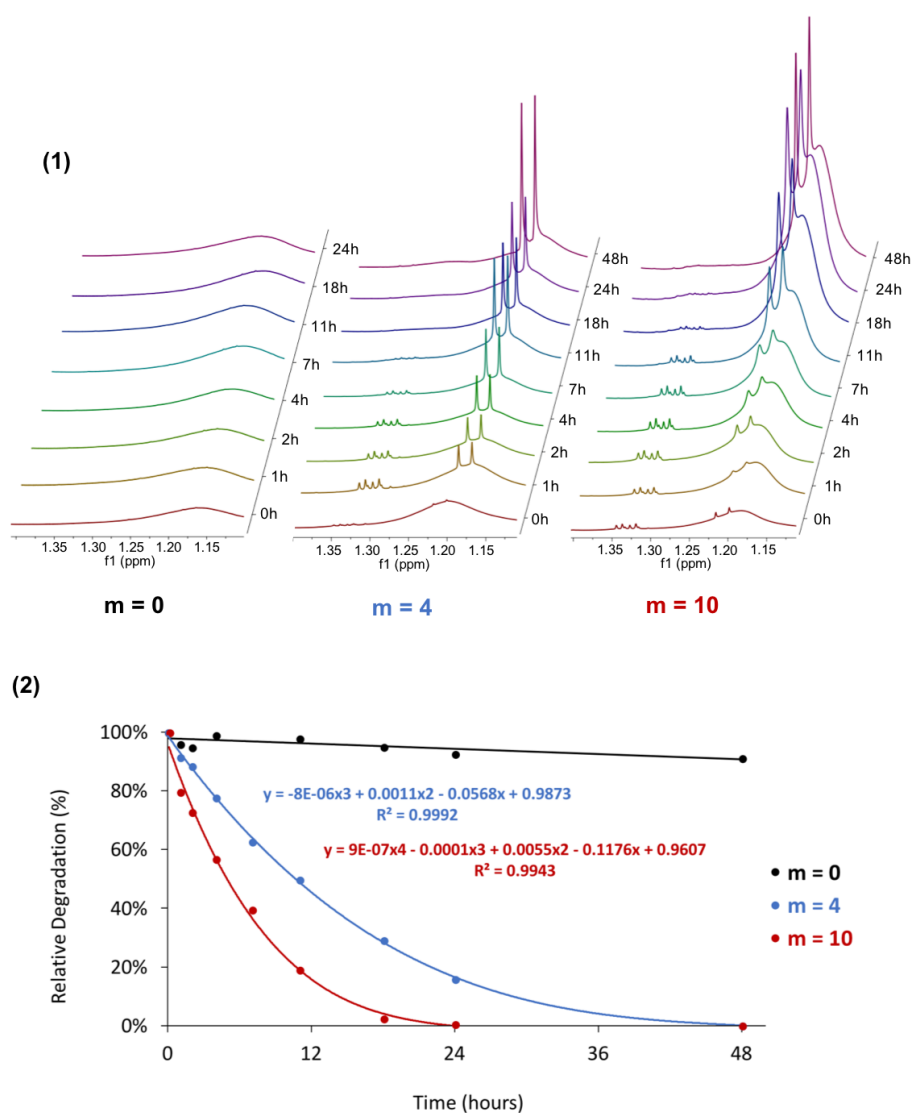 (1)
24h
18h
11h
7h
4h
2h
1h
0h
1.35 1.30 1.25 1.20 1.15
f1 (ppm)
m = 0
48h
24h
18h
11h
7h
4h
2h
1h
0h
1.35 1.30 1.25 1.20 1.15
f1 (ppm)
m = 4
48h
24h
18h
11h
7h
4h
2h
1h
0h
1.35 1.30 1.25 1.20 1.15
f1 (ppm)
m = 10
(2)
Relative Degradation (%)
100%
80%
60%
40%
20%
0%
y = -8E-06x3 + 0.0011x2 - 0.0568x + 0.9873
R² = 0.9992
y = 9E-07x4 - 0.0001x3 + 0.0055x2 - 0.1176x + 0.9607
R² = 0.9943
m = 0
m = 4
m = 10
0 12 24 36 48
Time (hours)